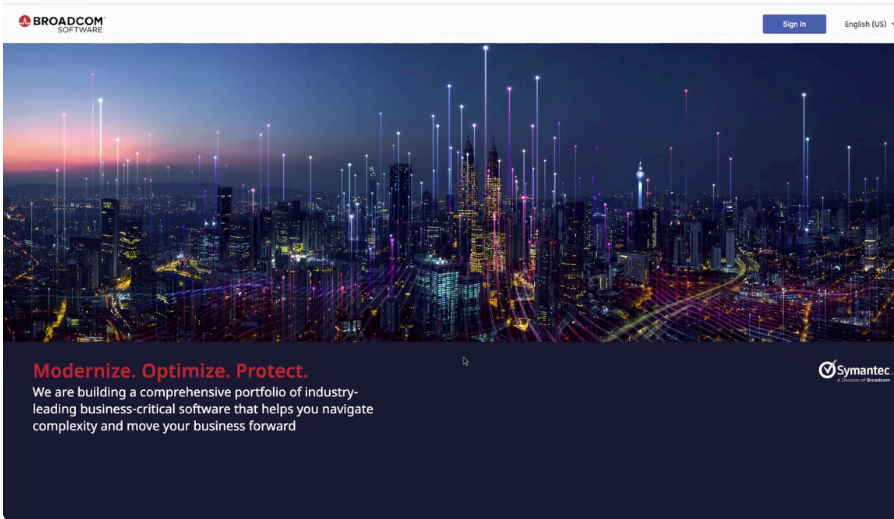 BROADCOM
SOFTWARE
Sign In
English (US)
Modernize. Optimize. Protect.
We are building a comprehensive portfolio of industry-
leading business-critical software that helps you navigate
complexity and move your business forward
Symantec
A Division of Broadcom